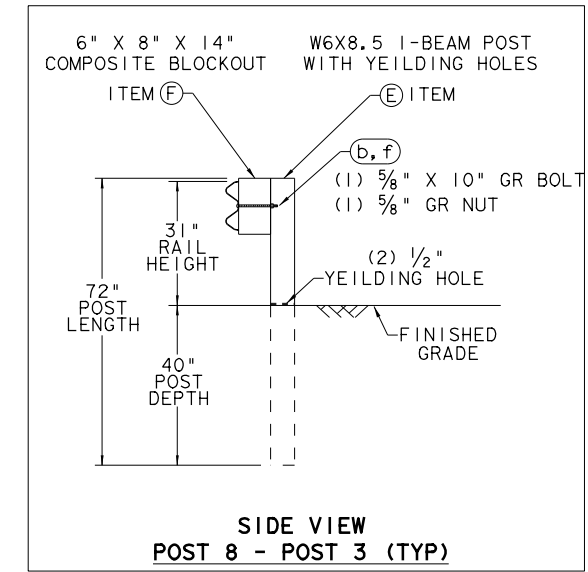 6" X 8" X 14"
COMPOSITE BLOCKOUT
ITEM F
W6X8.5 I-BEAM POST
WITH YEILDING HOLES
E ITEM
b, f
(1) 5/8" X 10" GR BOLT
(1) 5/8" GR NUT
31"
RAIL
HEIGHT
(2) 1/2"
YEILDING HOLE
72"
POST
LENGTH
FINISHED
GRADE
40"
POST
DEPTH
SIDE VIEW
POST 8 - POST 3 (TYP)